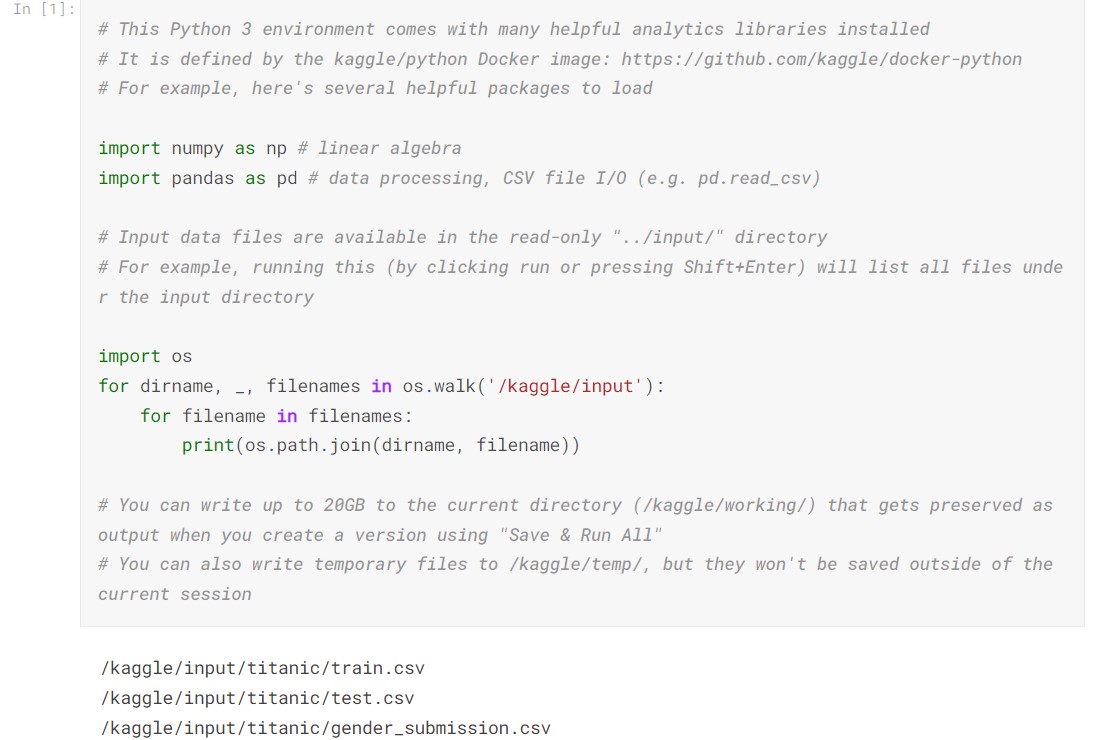 In [1]:
# This Python 3 environment comes with many helpful analytics libraries installed
# It is defined by the kaggle/python Docker image: https://github.com/kaggle/docker-python
# For example, here's several helpful packages to load
import numpy as np # linear algebra
import pandas as pd # data processing, CSV file I/O (e.g. pd.read_csv)
# Input data files are available in the read-only "../input/" directory
# For example, running this (by clicking run or pressing Shift+Enter) will list all files unde
r the input directory
import os
for dirname, _, filenames in os.walk('/kaggle/input'):
    for filename in filenames:
        print(os.path.join(dirname, filename))
# You can write up to 20GB to the current directory (/kaggle/working/) that gets preserved as
output when you create a version using "Save & Run All"
# You can also write temporary files to /kaggle/temp/, but they won't be saved outside of the
current session
/kaggle/input/titanic/train.csv
/kaggle/input/titanic/test.csv
/kaggle/input/titanic/gender_submission.csv